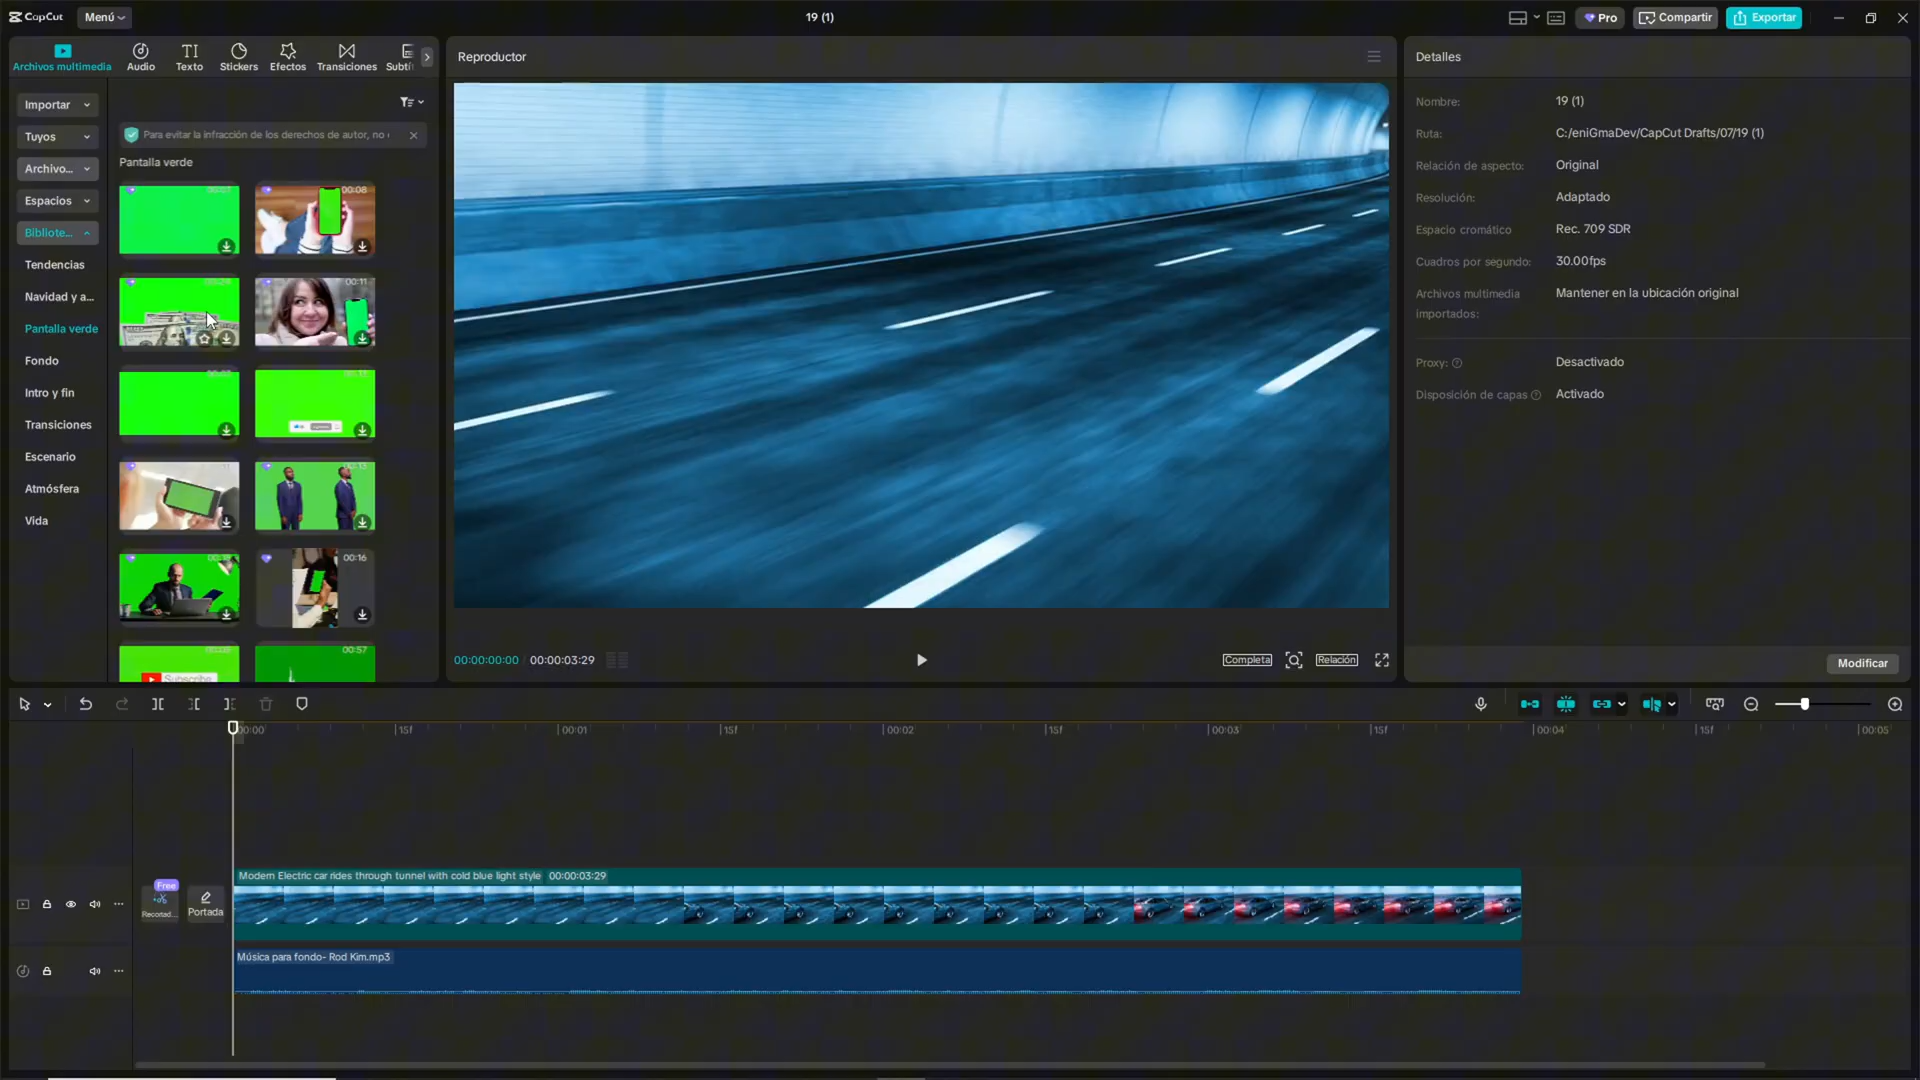 CapCut
Menú
19 (1)
Pro
Compartir
Exportar
Archivos multimedia
Audio
TI
Texto
Stickers
Efectos
Transiciones
Subtí
Importar
Tuyos
Archivo...
Espacios
Bibliote...
Tendencias
Navidad y a...
Pantalla verde
Fondo
Intro y fin
Transiciones
Escenario
Atmósfera
Vida
Para evitar la infracción de los derechos de autor, no
Pantalla verde
00:08
00:11
00:16
00:57
Subscribe
Reproductor
00:00:00:00 / 00:00:03:29
Completa
Relación
Detalles
Nombre: 19 (1)
Ruta: C:/eniGmaDev/CapCut Drafts/07/19 (1)
Relación de aspecto: Original
Resolución: Adaptado
Espacio cromático Rec. 709 SDR
Cuadros por segundo: 30.00fps
Archivos multimedia importados: Mantener en la ubicación original
Proxy: Desactivado
Disposición de capas Activado
Modificar
00:00 15f 00:01 15f 00:02 15f 00:03 15f 00:04 15f 00:05
Free
Recortad...
Portada
Modern Electric car rides through tunnel with cold blue light style 00:00:03:29
Música para fondo- Rod Kim.mp3